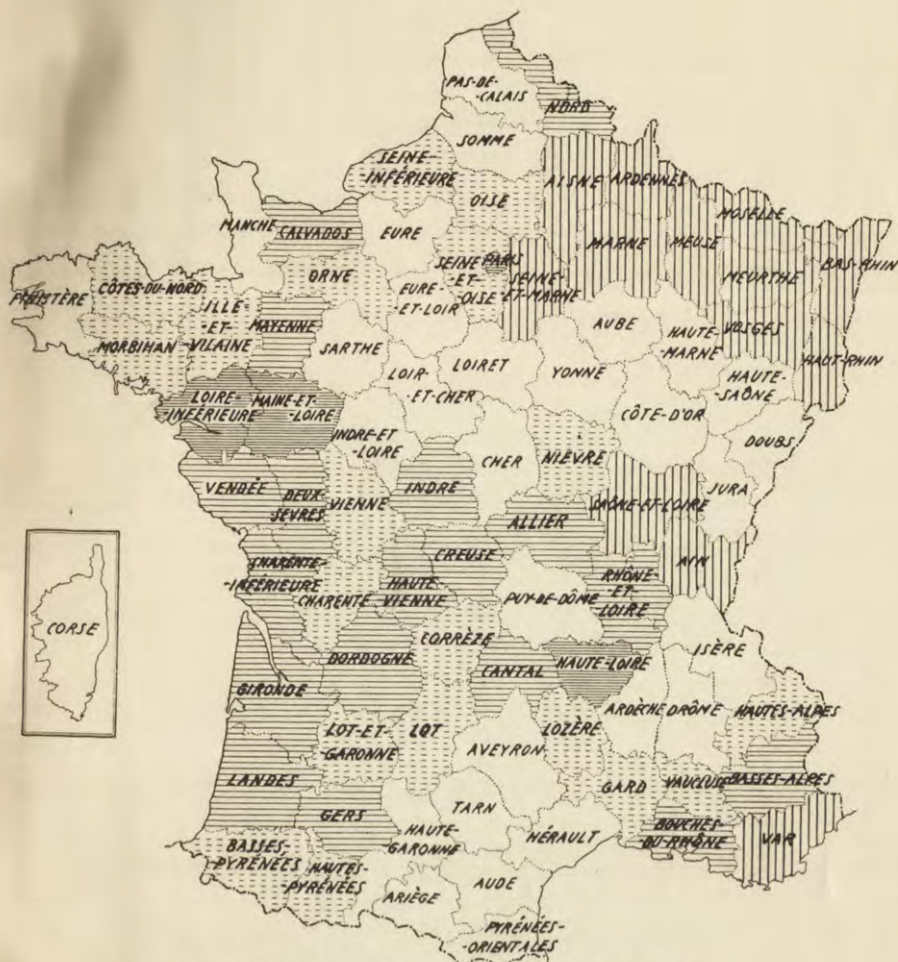 PAS-DE-
-CALAIS
NORD
SOMME
SEINE-
INFÉRIEURE
OISE
AISNE
ARDENNES
MANCHE
CALVADOS
EURE
SEINE
-ET-
-OISE
PARIS
SEINE-
-ET-MARNE
MARNE
MEUSE
MOSELLE
MEURTHE
BAS-RHIN
FINISTÈRE
CÔTES-DU-NORD
ORNE
EURE-
-ET-LOIR
ILLE
-ET-
VILAINE
MAYENNE
MORBIHAN
SARTHE
AUBE
HAUTE-
MARNE
VOSGES
HAUT-RHIN
LOIR-
-ET-CHER
LOIRET
YONNE
HAUTE-
SAÔNE
LOIRE-
INFÉRIEURE
MAINE-ET-
-LOIRE
INDRE-ET
-LOIRE
CHER
NIÈVRE
CÔTE-D'OR
DOUBS
JURA
VENDÉE
DEUX-
SEVRES
VIENNE
INDRE
ALLIER
SAÔNE-ET-LOIRE
AIN
CHARENTE-
-INFÉRIEURE
CHARENTE
HAUTE
VIENNE
CREUSE
PUY-DE-DÔME
RHÔNE-
-ET-
LOIRE
CORSE
DORDOGNE
CORRÈZE
CANTAL
HAUTE-LOIRE
ISÈRE
GIRONDE
LOT-ET-
-GARONNE
LOT
AVEYRON
LOZÈRE
ARDÈCHE
DRÔME
HAUTES-ALPES
LANDES
GERS
TARN
GARD
VAUCLUSE
BASSES-ALPES
BASSES-
PYRÉNÉES
HAUTES-
PYRÉNÉES
HAUTE-
GARONNE
HÉRAULT
BOUCHES-
DU-RHÔNE
VAR
ARIÈGE
AUDE
PYRÉNÉES-
-ORIENTALES